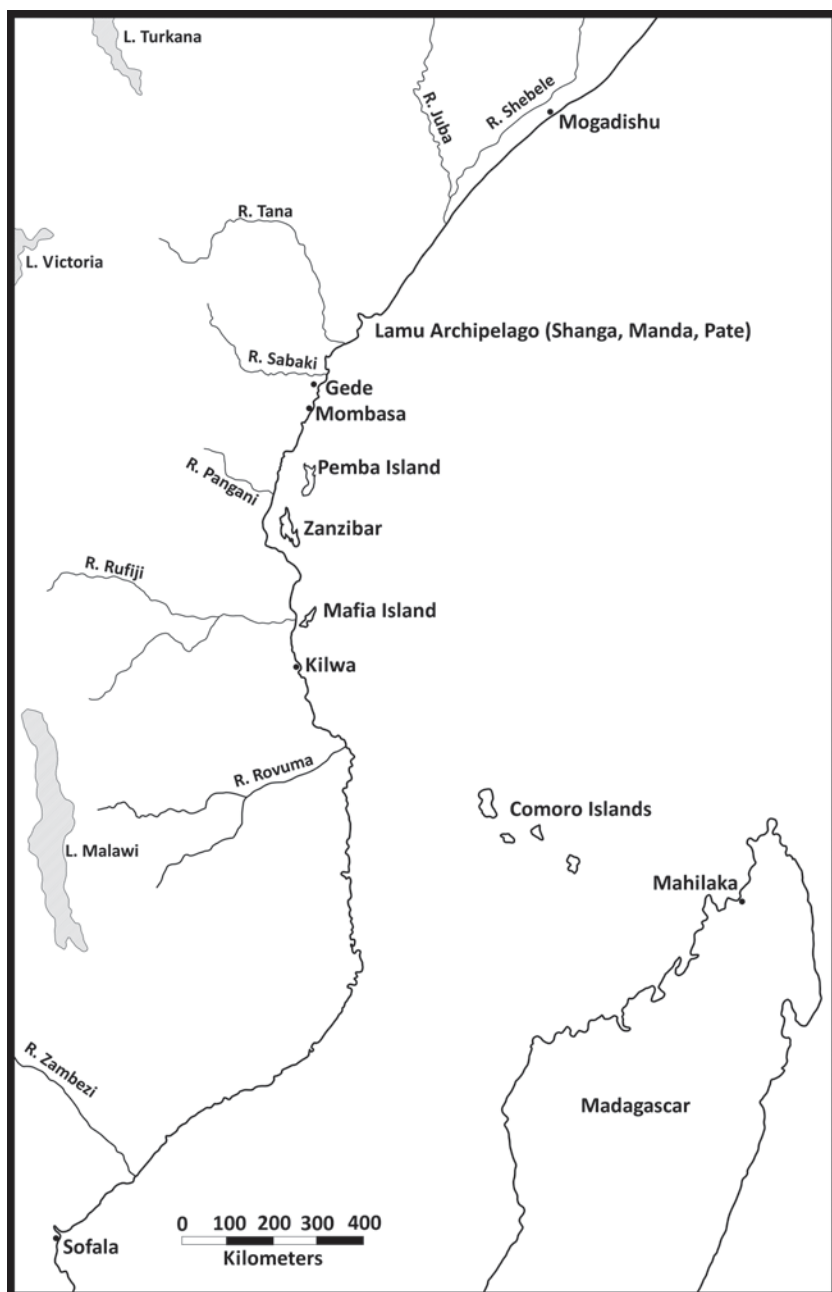 L. Turkana
R. Juba
R. Shebele
Mogadishu
R. Tana
L. Victoria
Lamu Archipelago (Shanga, Manda, Pate)
R. Sabaki
Gede
Mombasa
R. Pangani
Pemba Island
Zanzibar
R. Rufiji
Mafia Island
Kilwa
R. Rovuma
Comoro Islands
L. Malawi
Mahilaka
R. Zambezi
Madagascar
0 100 200 300 400
Kilometers
Sofala